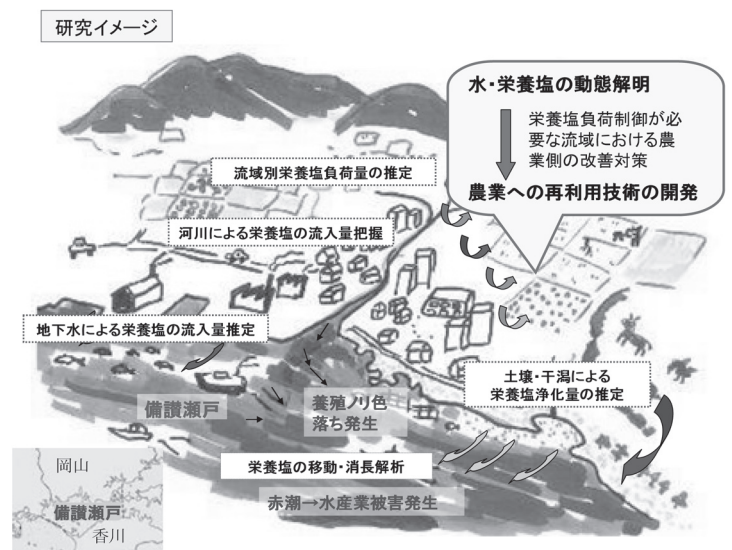 研究イメージ
水・栄養塩の動態解明
栄養塩負荷制御が必
要な流域における農
業側の改善対策
農業への再利用技術の開発
流域別栄養塩負荷量の推定
河川による栄養塩の流入量把握
地下水による栄養塩の流入量推定
土壌・干潟による
栄養塩浄化量の推定
備讃瀬戸
養殖ノリ色
落ち発生
栄養塩の移動・消長解析
赤潮→水産業被害発生
岡山
備讃瀬戸
香川